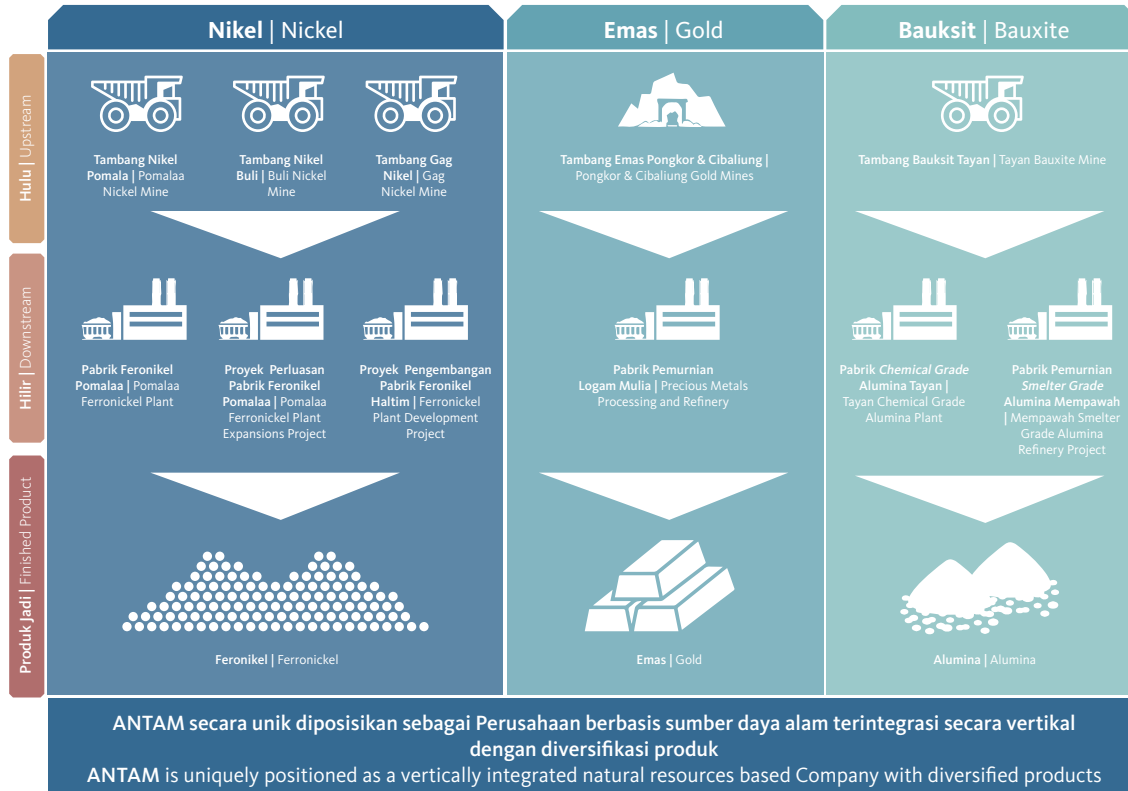 Nikel | Nickel
Emas | Gold
Bauksit | Bauxite
Hulu | Upstream
Tambang Nikel
Pomala | Pomalaa
Nickel Mine
Tambang Nikel
Buli | Buli Nickel
Mine
Tambang Gag
Nikel | Gag
Nickel Mine
Tambang Emas Pongkor & Cibaliung |
Pongkor & Cibaliung Gold Mines
Tambang Bauksit Tayan | Tayan Bauxite Mine
Hilir | Downstream
Pabrik Feronikel
Pomalaa | Pomalaa
Ferronickel Plant
Proyek Perluasan
Pabrik Feronikel
Pomalaa | Pomalaa
Ferronickel Plant
Expansions Project
Proyek Pengembangan
Pabrik Feronikel
Haltim | Ferronickel
Plant Development
Project
Pabrik Pemurnian
Logam Mulia | Precious Metals
Processing and Refinery
Pabrik Chemical Grade
Alumina Tayan |
Tayan Chemical Grade
Alumina Plant
Pabrik Pemurnian
Smelter Grade
Alumina Mempawah
| Mempawah Smelter
Grade Alumina
Refinery Project
Produk Jadi | Finished Product
Feronikel | Ferronickel
Emas | Gold
Alumina | Alumina
ANTAM secara unik diposisikan sebagai Perusahaan berbasis sumber daya alam terintegrasi secara vertikal
dengan diversifikasi produk
ANTAM is uniquely positioned as a vertically integrated natural resources based Company with diversified products